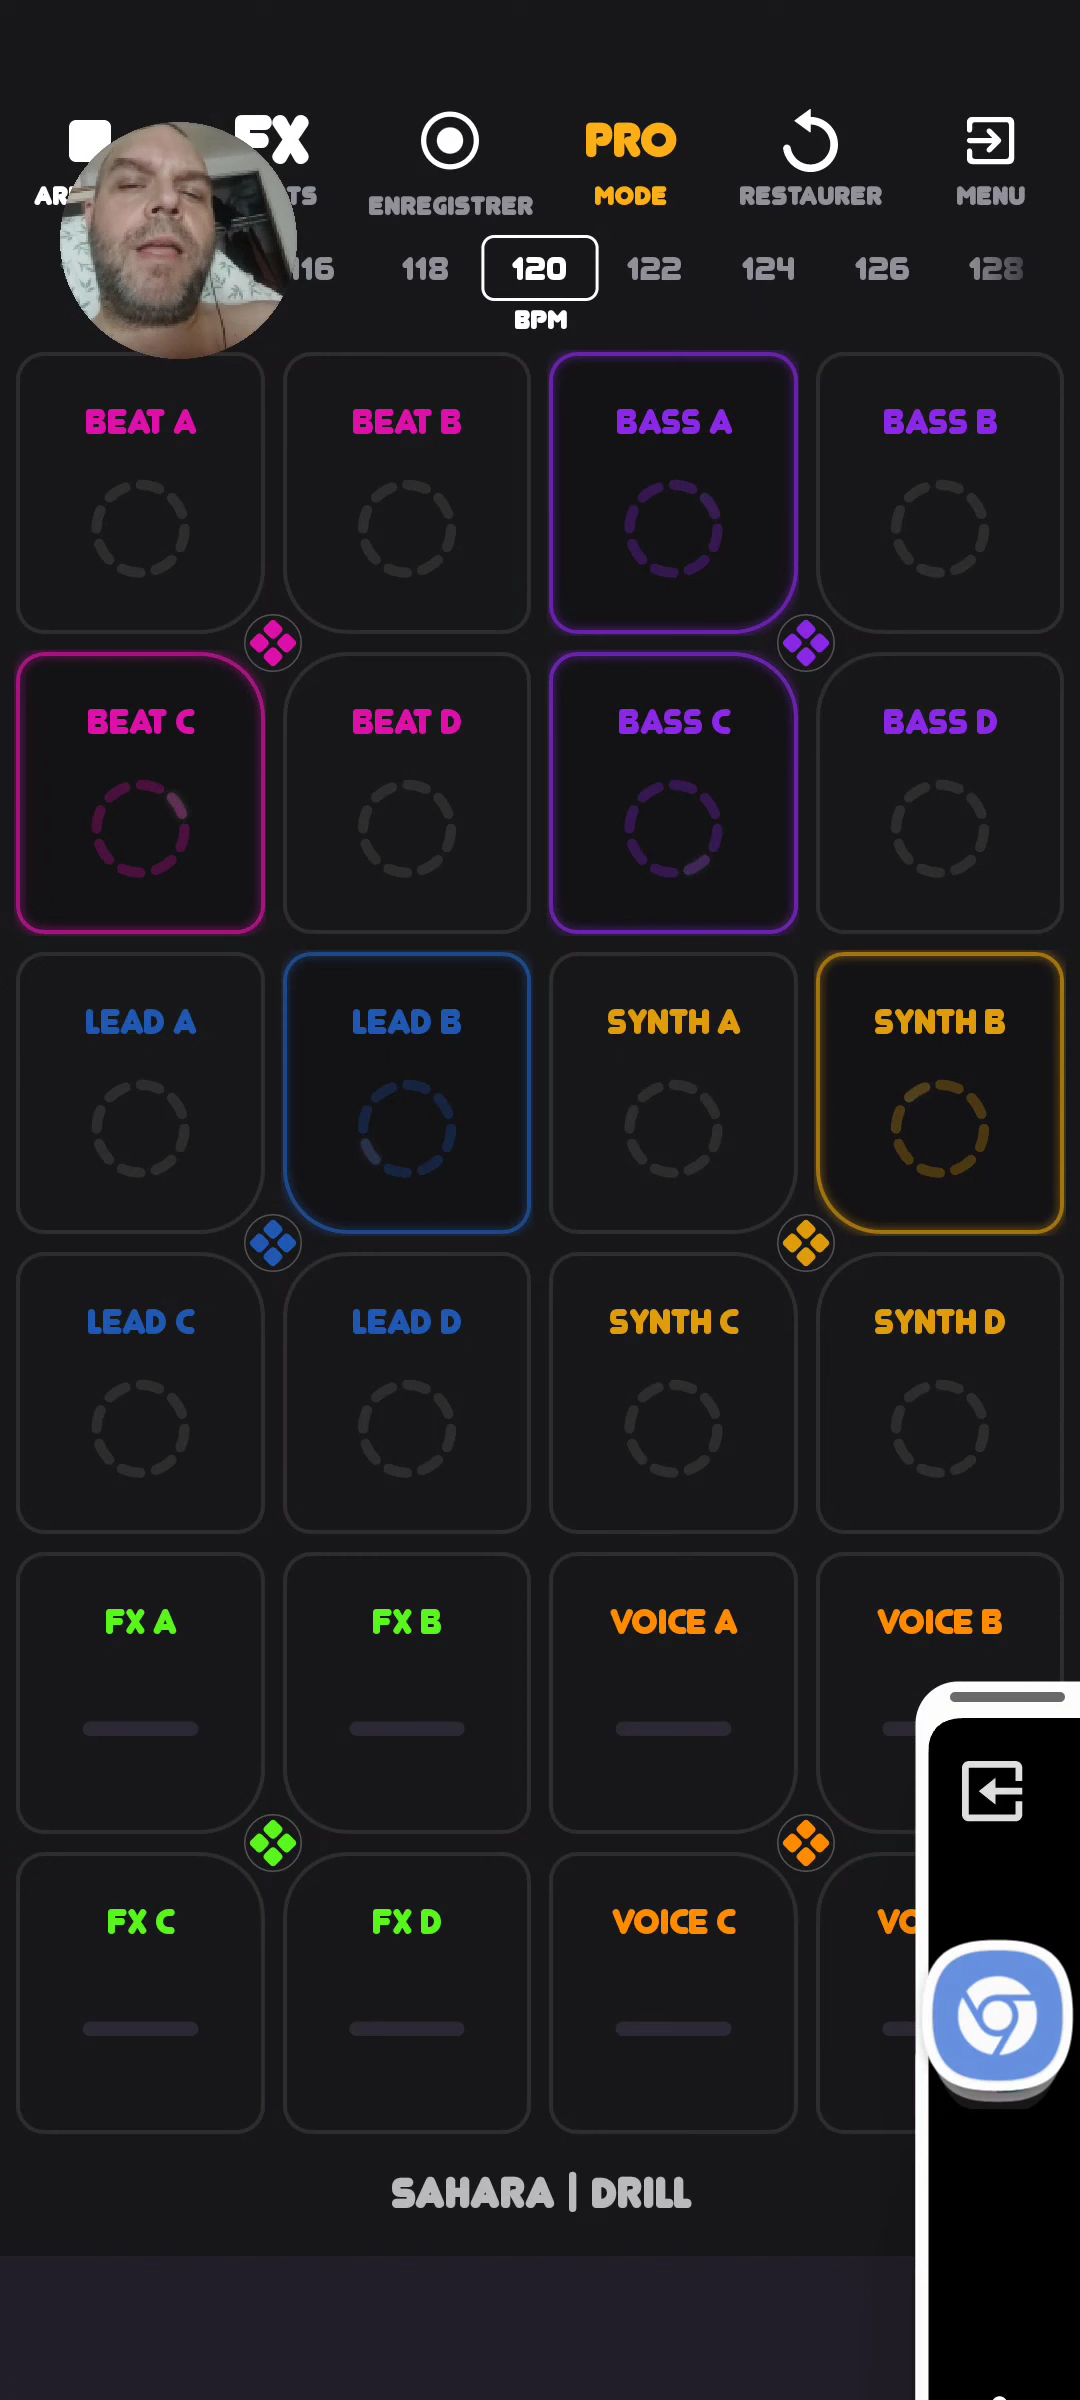 FX
ENREGISTRER
PRO
MODE
RESTAURER
MENU
116 118 120 122 124 126 128
BPM
BEAT A BEAT B BASS A BASS B
BEAT C BEAT D BASS C BASS D
LEAD A LEAD B SYNTH A SYNTH B
LEAD C LEAD D SYNTH C SYNTH D
FX A FX B VOICE A VOICE B
FX C FX D VOICE C
SAHARA | DRILL